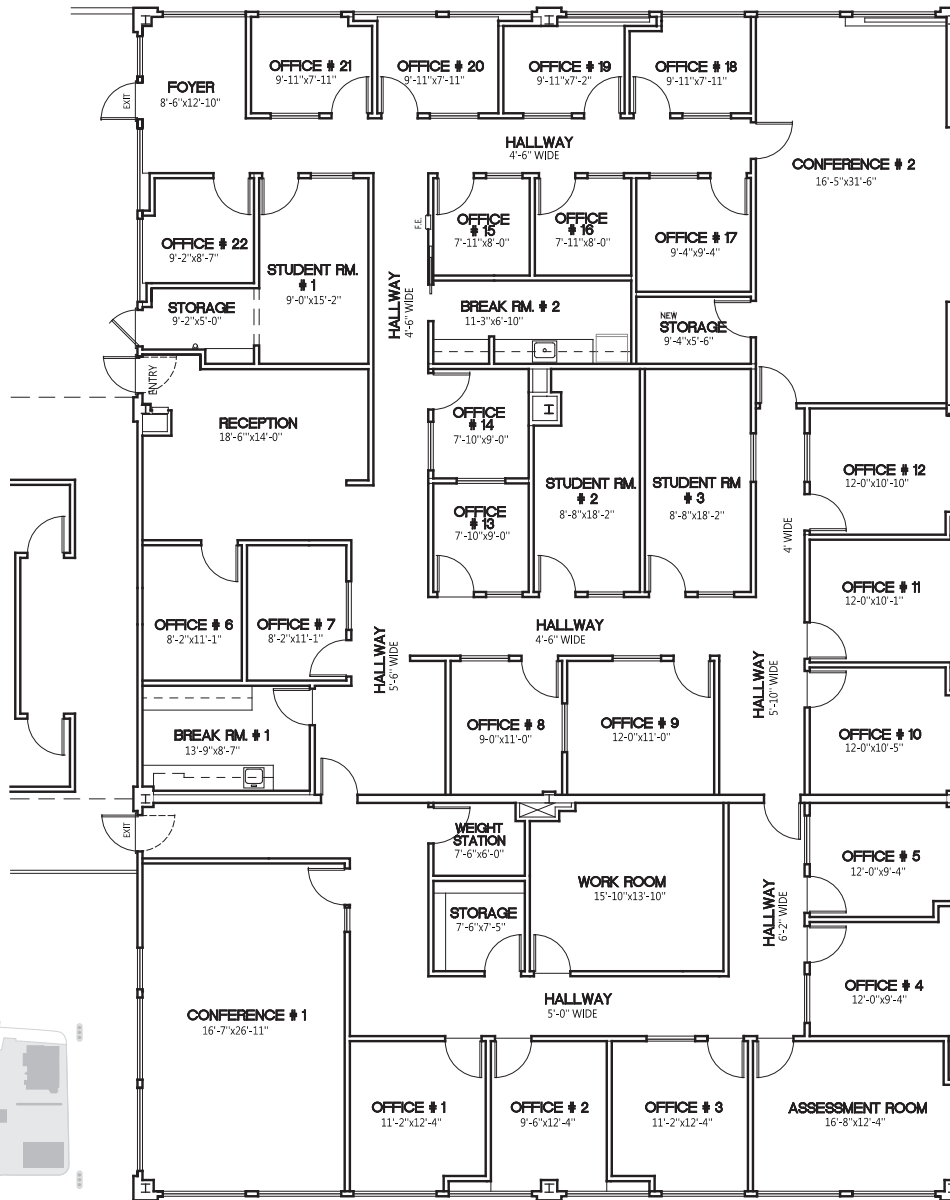 OFFICE # 21
9'-11"x7'-11"
OFFICE # 20
9'-11"x7'-11"
H
OFFICE # 19
9'-11"x7'-2"
OFFICE # 18
9'-11"x7'-11"
FOYER
8'-6"x12'-10"
EXIT
HALLWAY
4'-6" WIDE
CONFERENCE # 2
16'-5"x31'-6"
OFFICE # 22
9'-2"x8'-7"
STUDENT RM.
# 1
9'-0"x15'-2"
F.E.
OFFICE
# 15
7'-11"x8'-0"
OFFICE
# 16
7'-11"x8'-0"
OFFICE # 17
9'-4"x9'-4"
STORAGE
9'-2"x5'-0"
HALLWAY
4'-6" WIDE
BREAK RM. # 2
11-3"x6'-10"
NEW
STORAGE
9'-4"x5'-6"
ENTRY
RECEPTION
18'-6"x14'-0"
OFFICE
# 14
7'-10"x9'-0"
H
OFFICE
# 13
7'-10"x9'-0"
STUDENT RM.
# 2
8'-8"x18'-2"
STUDENT RM
# 3
8'-8"x18'-2"
4' WIDE
OFFICE # 12
12-0"x10'-10"
OFFICE # 11
12-0"x10'-1"
OFFICE # 6
8'-2"x11'-1"
OFFICE # 7
8'-2"x11'-1"
HALLWAY
4'-6" WIDE
HALLWAY
5'-6" WIDE
HALLWAY
5'-10" WIDE
OFFICE # 8
9-0"x11'-0"
OFFICE # 9
12-0"x11'-0"
OFFICE # 10
12-0"x10'-5"
BREAK RM. # 1
13'-9"x8'-7"
H
H
EXIT
WEIGHT
STATION
7'-6"x6'-0"
WORK ROOM
15'-10"x13'-10"
OFFICE # 5
12'-0"x9'-4"
STORAGE
7'-6"x7'-5"
HALLWAY
6'-2" WIDE
OFFICE # 4
12'-0"x9'-4"
CONFERENCE # 1
16'-7"x26'-11"
HALLWAY
5'-0" WIDE
OFFICE # 1
11'-2"x12'-4"
OFFICE # 2
9'-6"x12'-4"
OFFICE # 3
11'-2"x12'-4"
ASSESSMENT ROOM
16'-8"x12'-4"
H
H